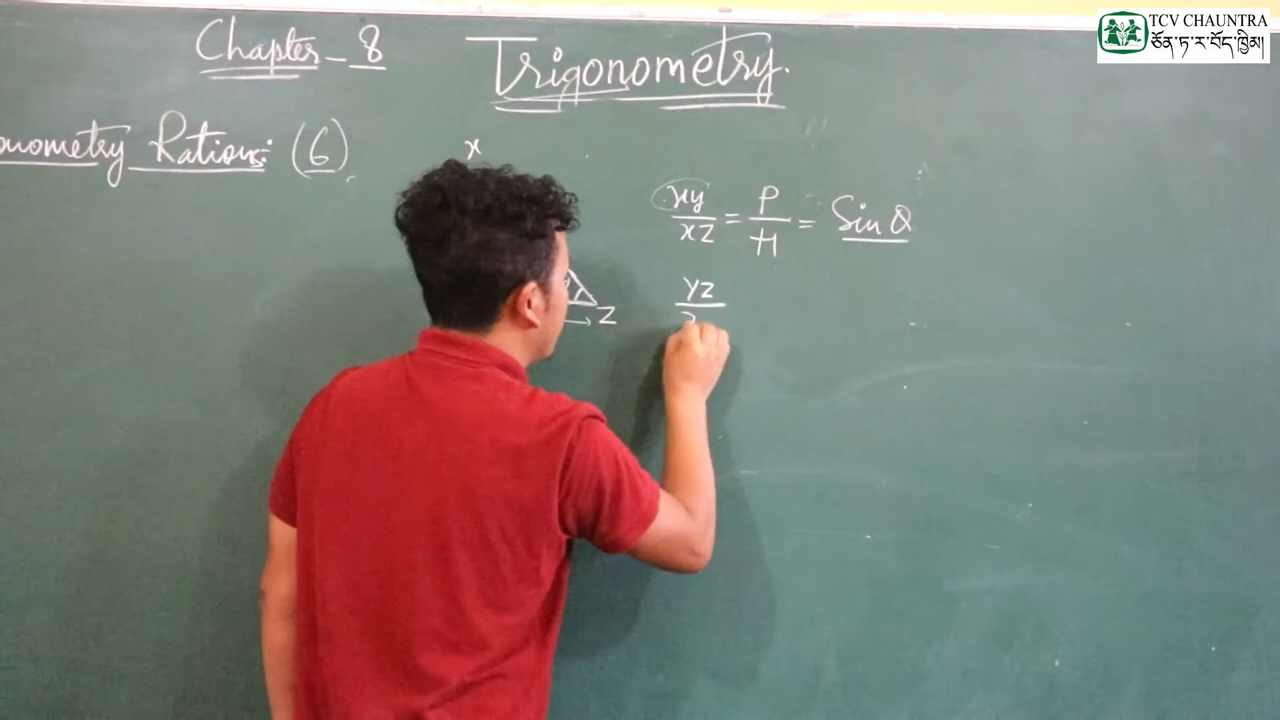 TCV CHAUNTRA
ཅོན་ཏ་ར་བོད་ཁྱིམ།
Chapter - 8
Trigonometry.
onometry Ratios: (6)
x
xy/xz = P/H = Sin θ
Z
yz